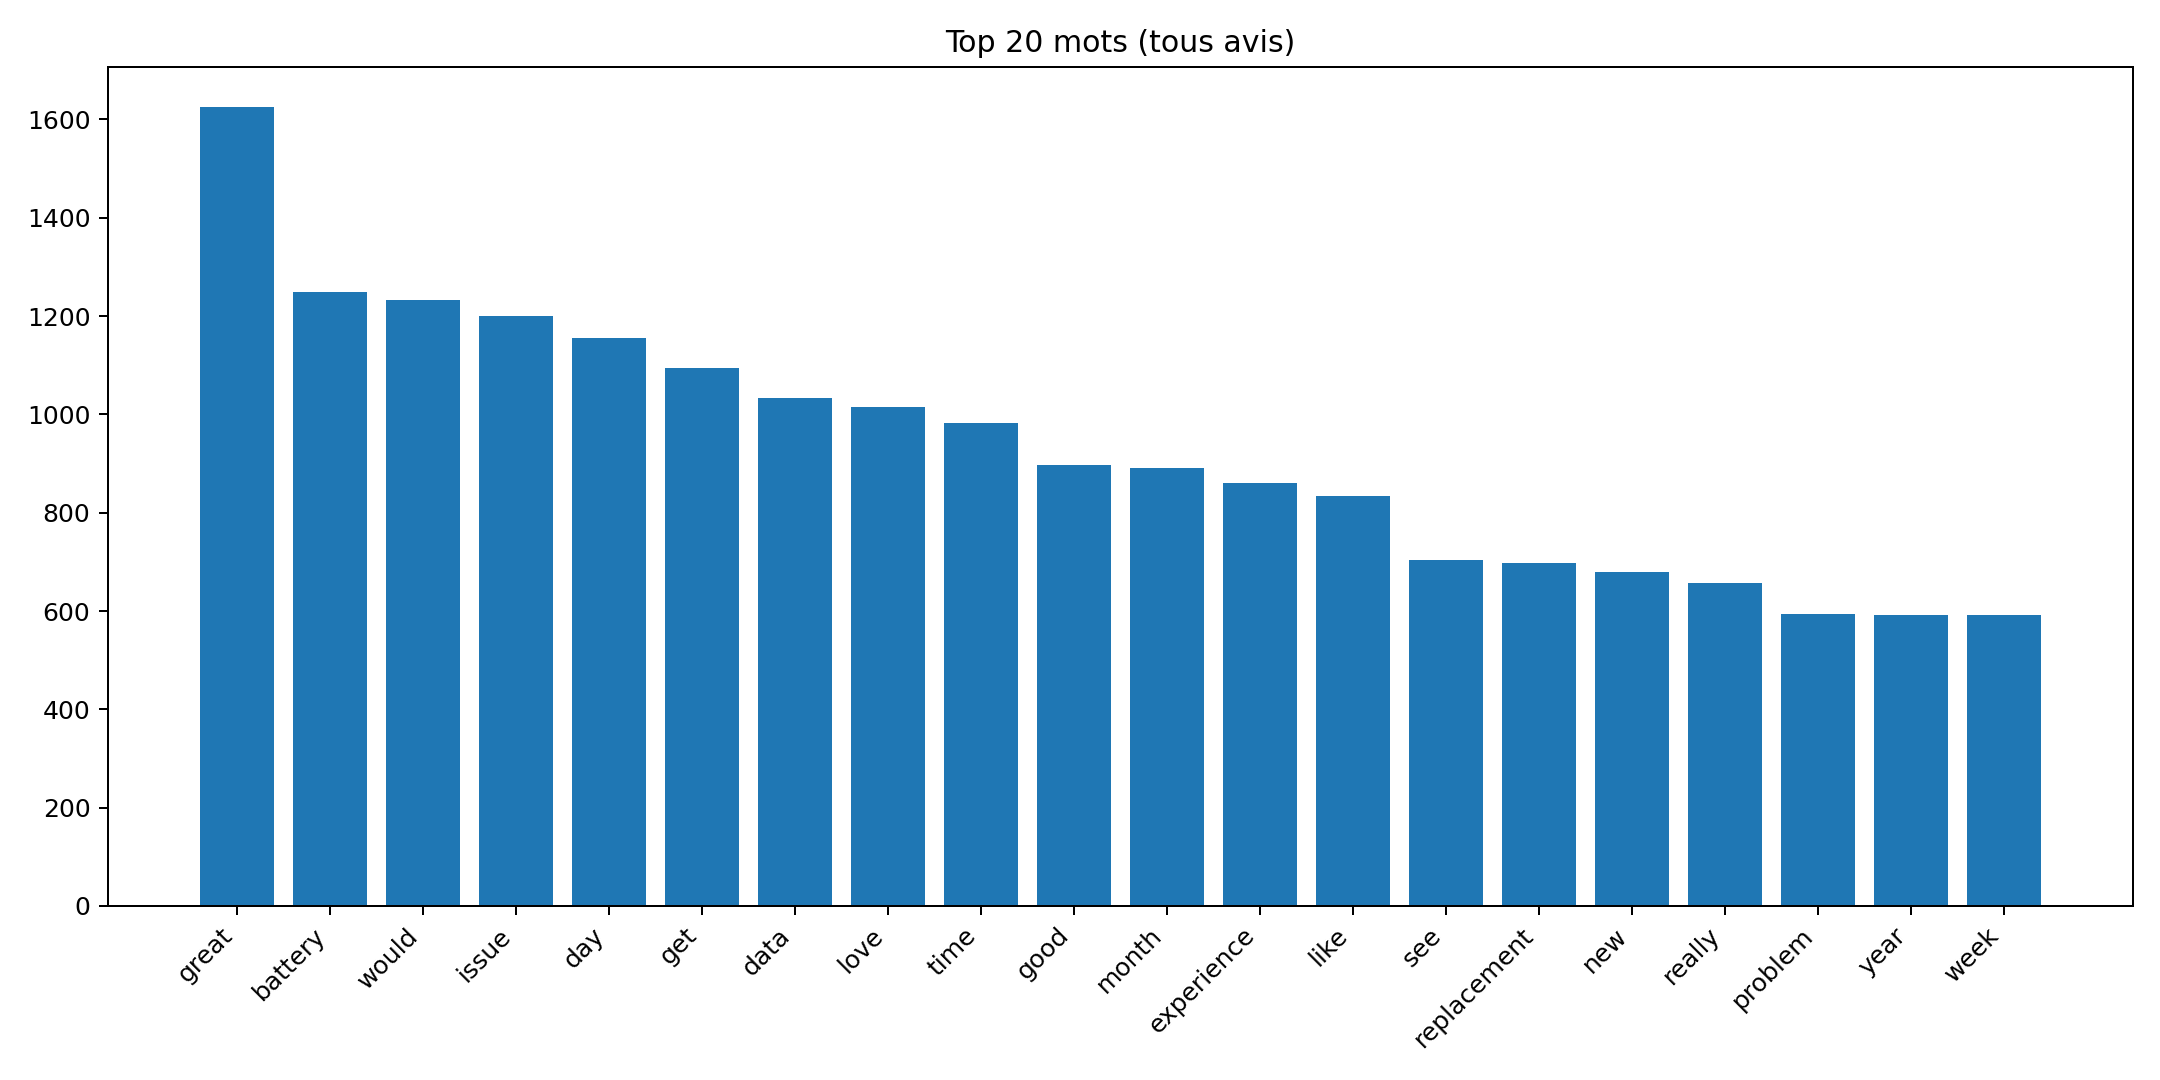 Top 20 mots (tous avis)
1600
1400
1200
1000
800
600
400
200
0
great
battery
would
issue
day
get
data
love
time
good
month
experience
like
see
replacement
new
really
problem
year
week